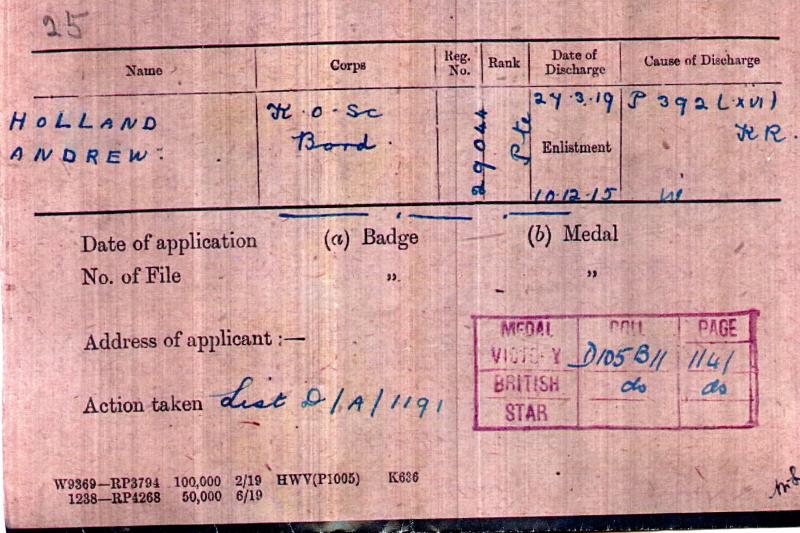 25
Name Corps Reg. No. Rank Date of Discharge Cause of Discharge
HOLLAND ANDREW. K.O.Sc Bord. 29044 Pte 24.3.19 P 392 (XVI) KR.
Enlistment
10.12.15 W
Date of application (a) Badge (b) Medal
No. of File ,, ,,
Address of applicant :—
MEDAL ROLL PAGE
VICTORY D105B11 1141
BRITISH do do
STAR
Action taken List D/A/1191
W9369—RP3794 100,000 2/19 HWV(P1005) K636
1238—RP4268 50,000 6/19